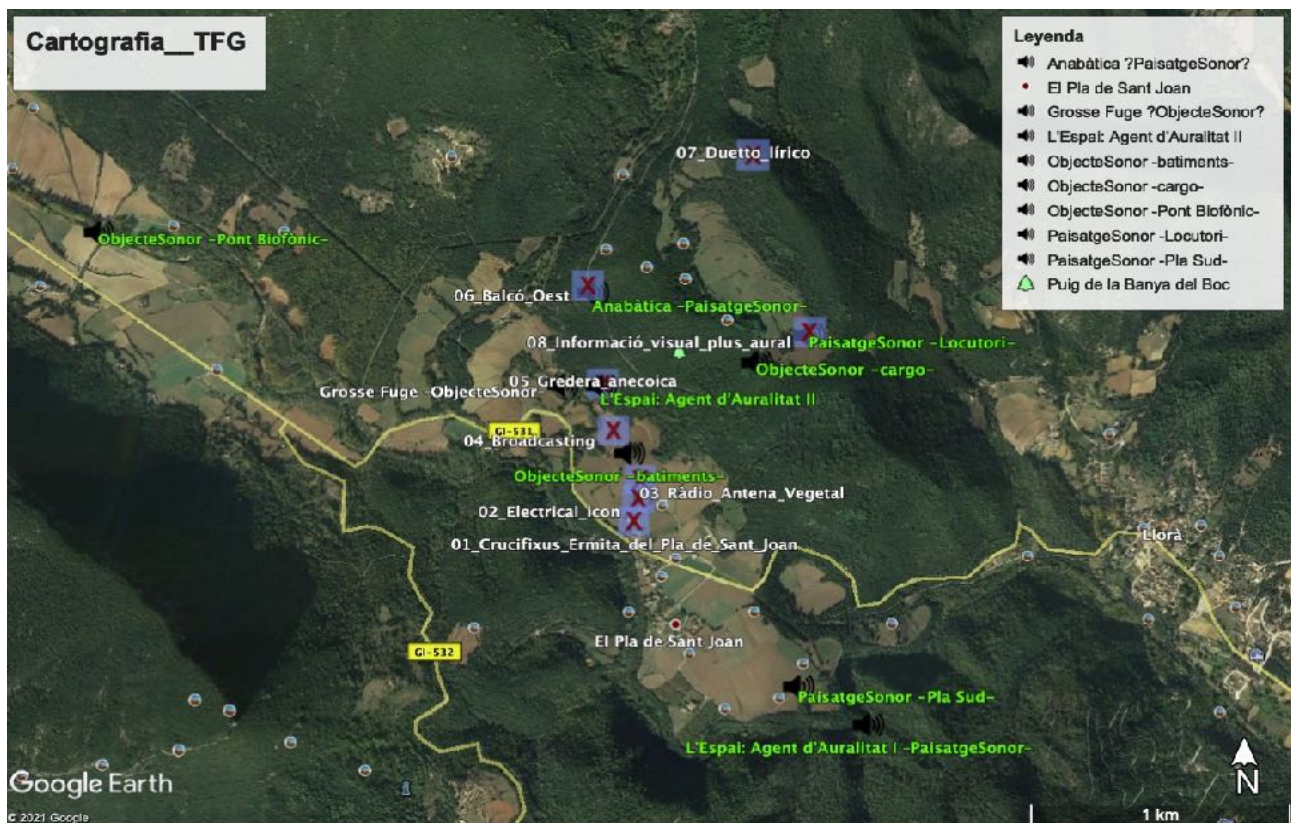 Cartografia__TFG
Leyenda
Anabàtica ?PaisatgeSonor?
El Pla de Sant Joan
Grosse Fuge ?ObjecteSonor?
L'Espai: Agent d'Auralitat II
ObjecteSonor -batiments-
ObjecteSonor -cargo-
ObjecteSonor -Pont Biofònic-
PaisatgeSonor -Locutori-
PaisatgeSonor -Pla Sud-
Puig de la Banya del Boc
07_Duetto_lírico
ObjecteSonor -Pont Biofònic-
06_Balcó_Oest
Anabàtica -PaisatgeSonor-
08_Informació_visual_plus_aural
PaisatgeSonor -Locutori-
ObjecteSonor -cargo-
05_Gredera_anecoica
Grosse Fuge -ObjecteSonor-
L'Espai: Agent d'Auralitat II
GI-531
04_Broadcasting
ObjecteSonor -batiments-
03_Ràdio_Antena_Vegetal
02_Electrical_icon
01_Crucifixus_Ermita_del_Pla_de_Sant_Joan
Llorà
El Pla de Sant Joan
GI-532
PaisatgeSonor -Pla Sud-
L'Espai: Agent d'Auralitat I -PaisatgeSonor-
Google Earth
N
© 2021 Google
1 km